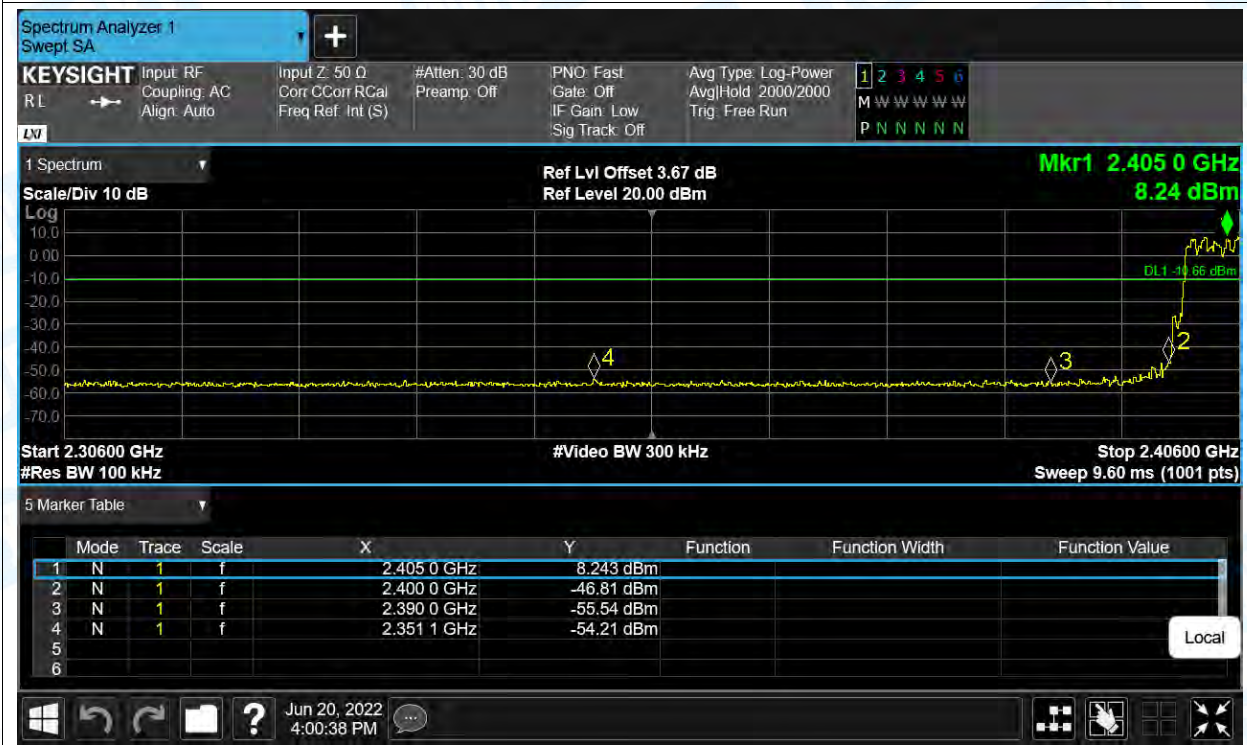 Spectrum Analyzer 1
Swept SA
+
KEYSIGHT Input: RF Input Z: 50 Ω #Atten: 30 dB PNO: Fast Avg Type: Log-Power 1 2 3 4 5 6
RL Coupling: AC Corr CCorr RCal Preamp: Off Gate: Off Avg|Hold: 2000/2000 M W W W W W W
Align: Auto Freq Ref: Int (S) IF Gain: Low Trig: Free Run
LXI Sig Track: Off P N N N N N N
1 Spectrum Ref Lvl Offset 3.67 dB Mkr1 2.405 0 GHz
Scale/Div 10 dB Ref Level 20.00 dBm 8.24 dBm
Log
10.0
0.00
DL1 -10.66 dBm
-10.0
-20.0
-30.0
-40.0 2
4 3
-50.0
-60.0
-70.0
Start 2.30600 GHz #Video BW 300 kHz Stop 2.40600 GHz
#Res BW 100 kHz Sweep 9.60 ms (1001 pts)
5 Marker Table
Mode Trace Scale X Y Function Function Width Function Value
1 N 1 f 2.405 0 GHz 8.243 dBm
2 N 1 f 2.400 0 GHz -46.81 dBm
3 N 1 f 2.390 0 GHz -55.54 dBm
4 N 1 f 2.351 1 GHz -54.21 dBm
5
6
Local
? Jun 20, 2022
4:00:38 PM